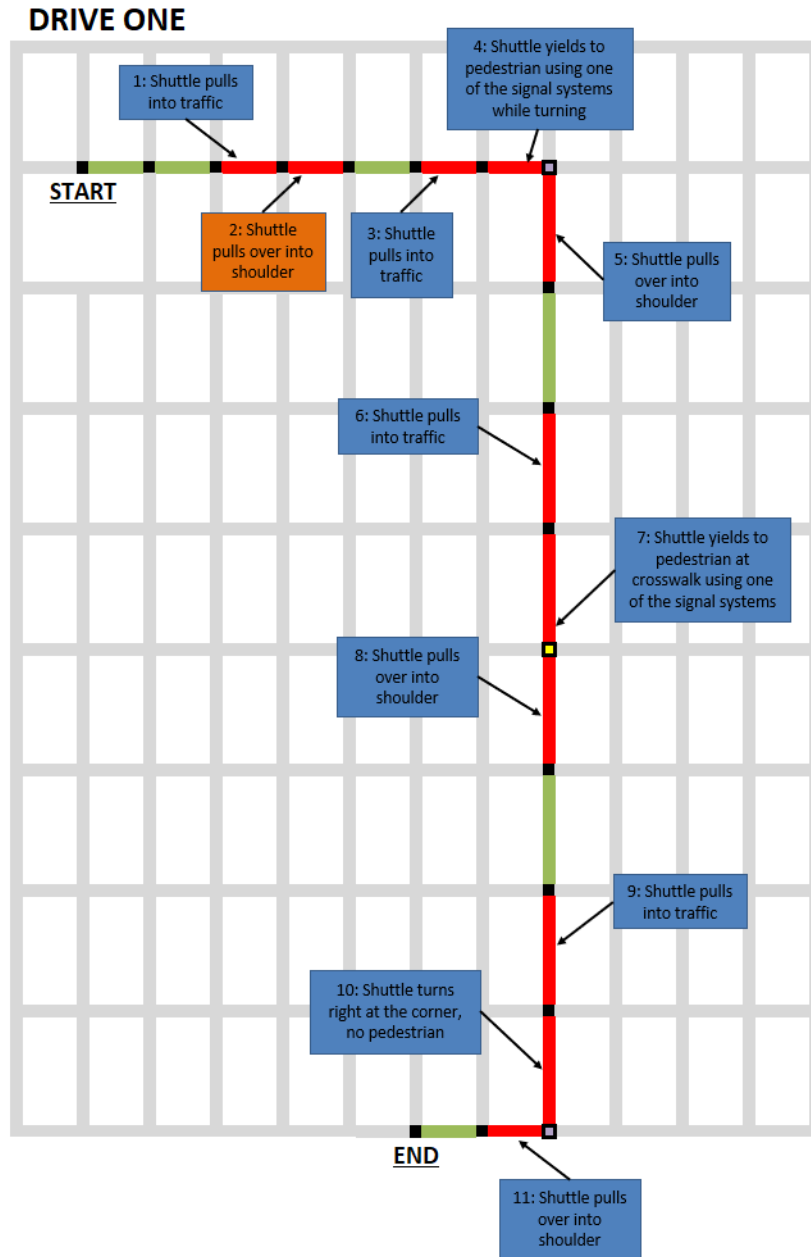 DRIVE ONE
4: Shuttle yields to
pedestrian using one
of the signal systems
while turning
1: Shuttle pulls
into traffic
START
2: Shuttle
pulls over into
shoulder
3: Shuttle
pulls into
traffic
5: Shuttle pulls
over into
shoulder
6: Shuttle pulls
into traffic
7: Shuttle yields to
pedestrian at
crosswalk using one
of the signal systems
8: Shuttle pulls
over into
shoulder
9: Shuttle pulls
into traffic
10: Shuttle turns
right at the corner,
no pedestrian
END
11: Shuttle pulls
over into
shoulder